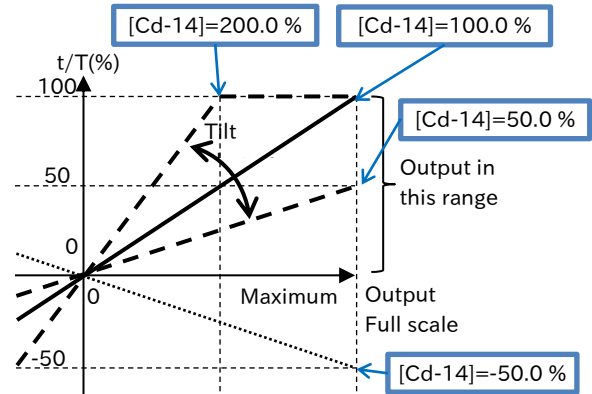 [Cd-14]=200.0 %
[Cd-14]=100.0 %
t/T(%)
100
[Cd-14]=50.0 %
Tilt
Output in
this range
50
0
0
Maximum
Output
Full scale
-50
[Cd-14]=-50.0 %